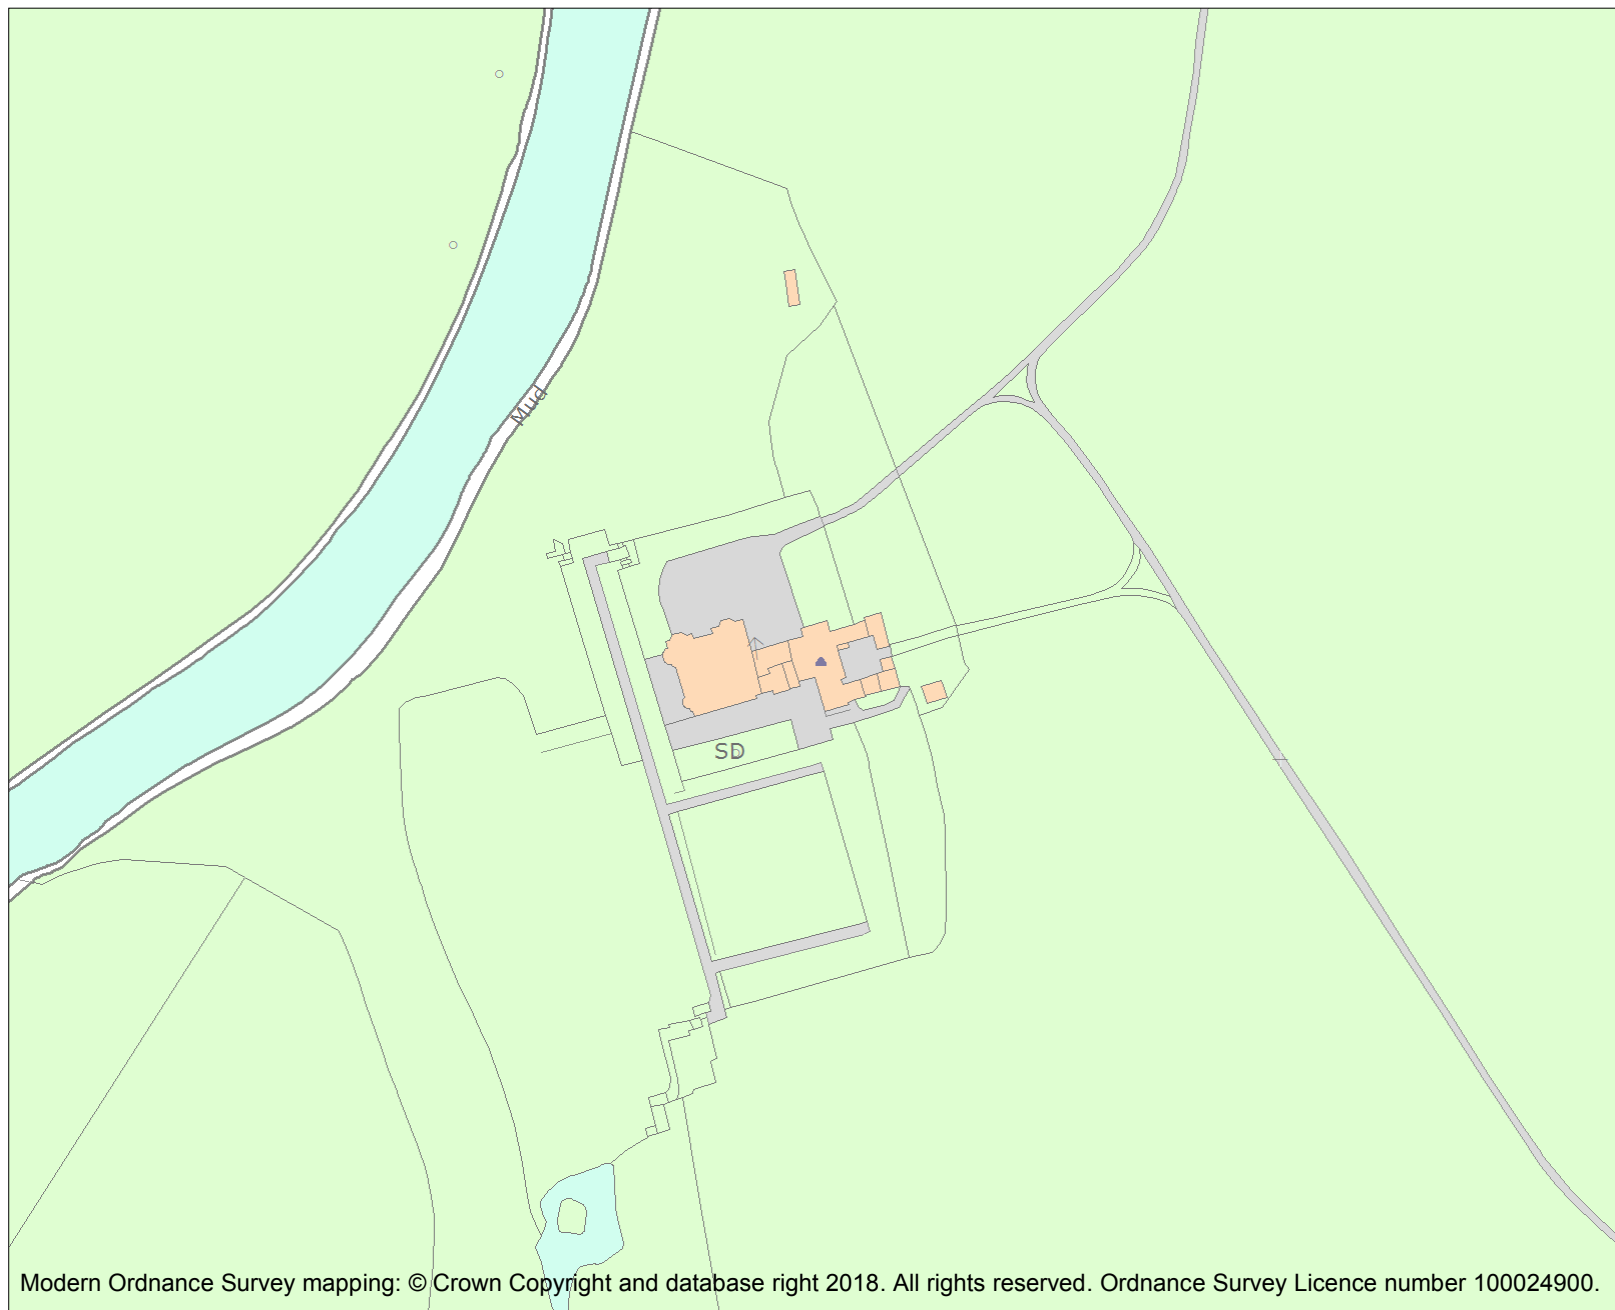 Mud
SD
Modern Ordnance Survey mapping: © Crown Copyright and database right 2018. All rights reserved. Ordnance Survey Licence number 100024900.